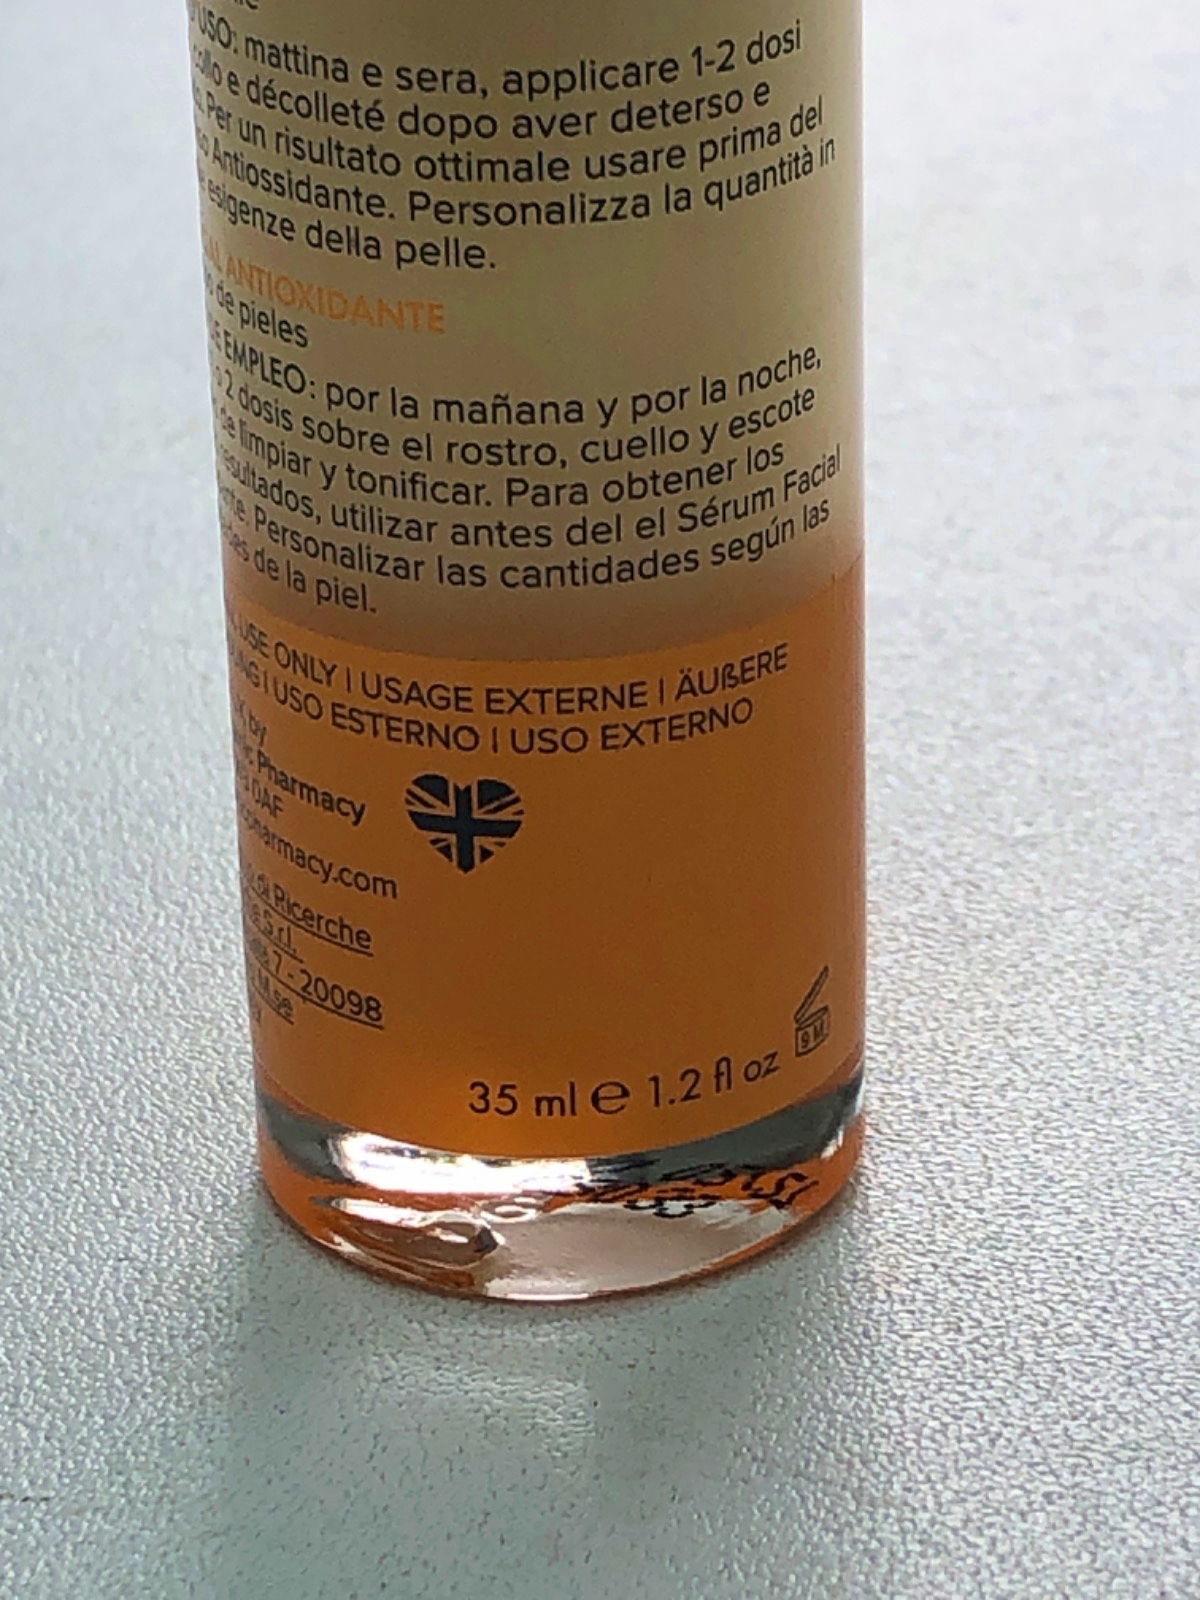 USO: mattina e sera, applicare 1-2 dosi
collo e décolleté dopo aver deterso e
Per un risultato ottimale usare prima del
Antiossidante. Personalizza la quantità in
esigenze della pelle.
ANTIOXIDANTE
de pieles
DE EMPLEO: por la mañana y por la noche,
o 2 dosis sobre el rostro, cuello y escote
de limpiar y tonificar. Para obtener los
resultados, utilizar antes del el Sérum Facial
Personalizar las cantidades según las
de la piel.
USE ONLY | USAGE EXTERNE | ÄUßERE
| USO ESTERNO | USO EXTERNO
by
Pharmacy
0AF
pharmacy.com
di Ricerche
S.r.l.
7 - 20098
M.se
9 M
35 ml e 1.2 fl oz